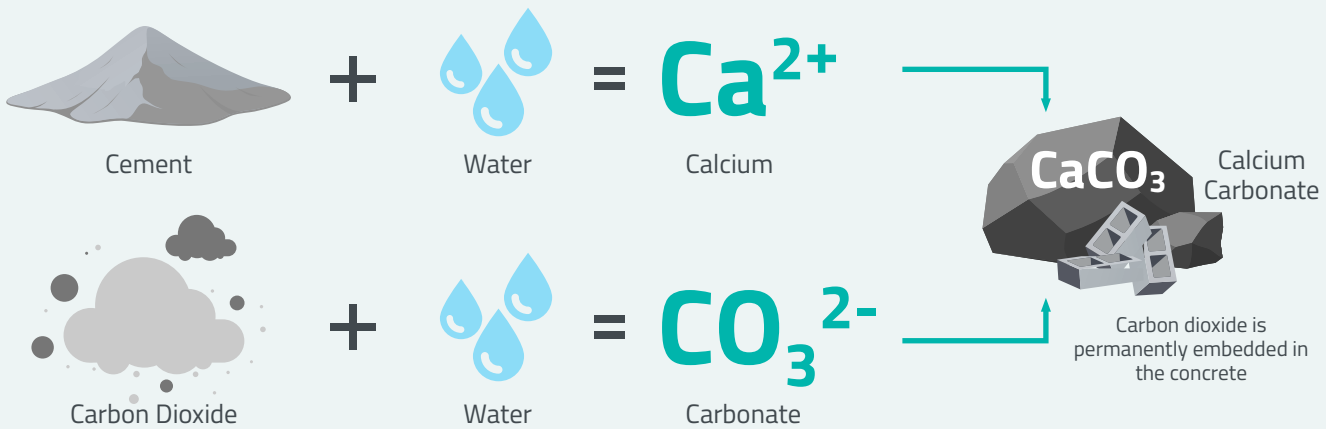 + = Ca²⁺
Cement Water Calcium
CaCO₃
Calcium
Carbonate
+ = CO₃²⁻
Carbon Dioxide Water Carbonate
Carbon dioxide is
permanently embedded in
the concrete